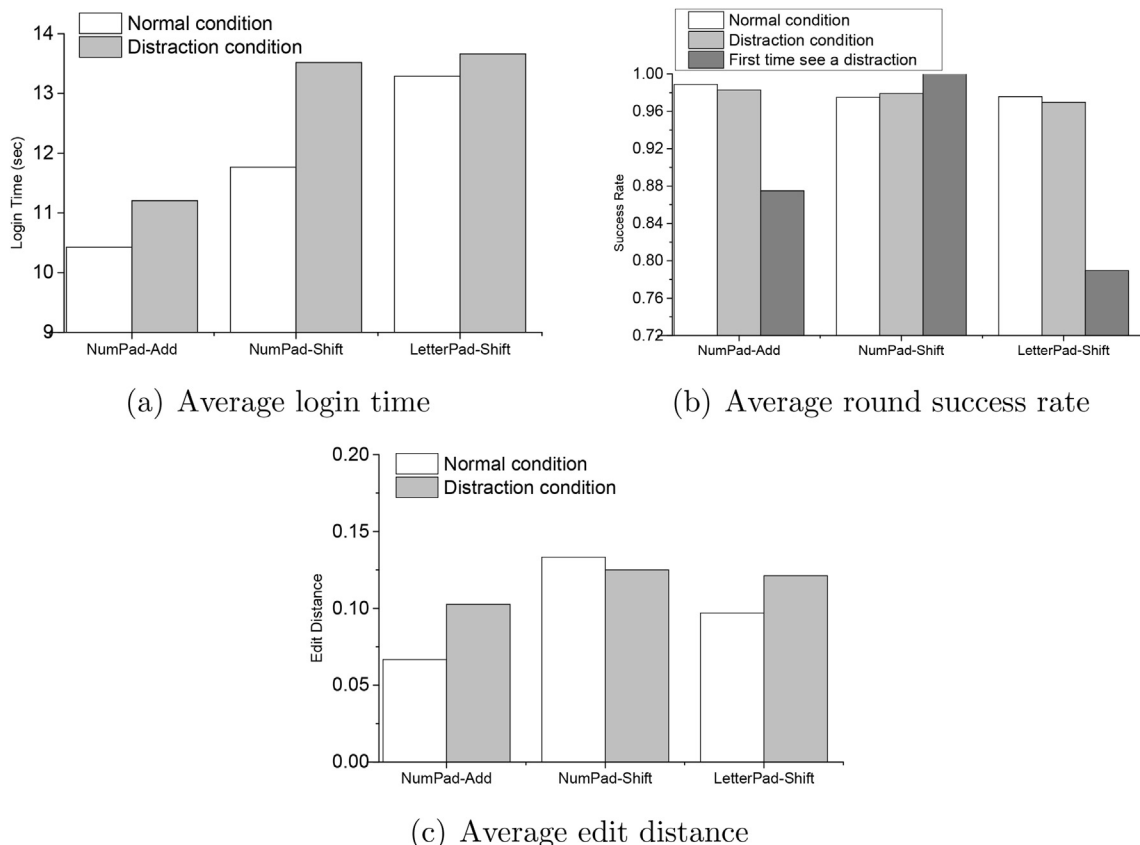 Normal condition
Distraction condition
14
13
12
11
10
9
Login Time (sec)
NumPad-Add NumPad-Shift LetterPad-Shift
(a) Average login time
Normal condition
Distraction condition
First time see a distraction
1.00
0.96
0.92
0.88
0.84
0.80
0.76
0.72
Success Rate
NumPad-Add NumPad-Shift LetterPad-Shift
(b) Average round success rate
Normal condition
Distraction condition
0.20
0.15
0.10
0.05
0.00
Edit Distance
NumPad-Add NumPad-Shift LetterPad-Shift
(c) Average edit distance